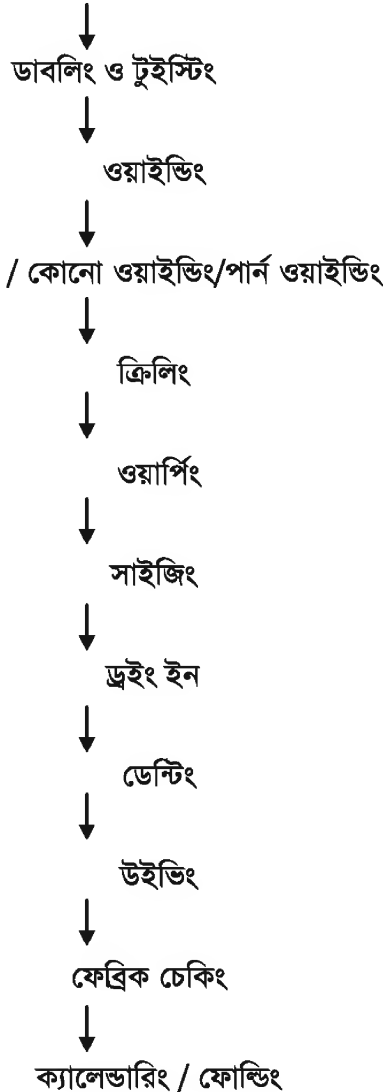 ডাবলিং ও টুইস্টিং
ওয়াইন্ডিং
/ কোনো ওয়াইন্ডিং/পার্ন ওয়াইন্ডিং
ক্রিলিং
ওয়ার্পিং
সাইজিং
ড্রইং ইন
ডেন্টিং
উইভিং
ফেব্রিক চেকিং
ক্যালেন্ডারিং / ফোল্ডিং